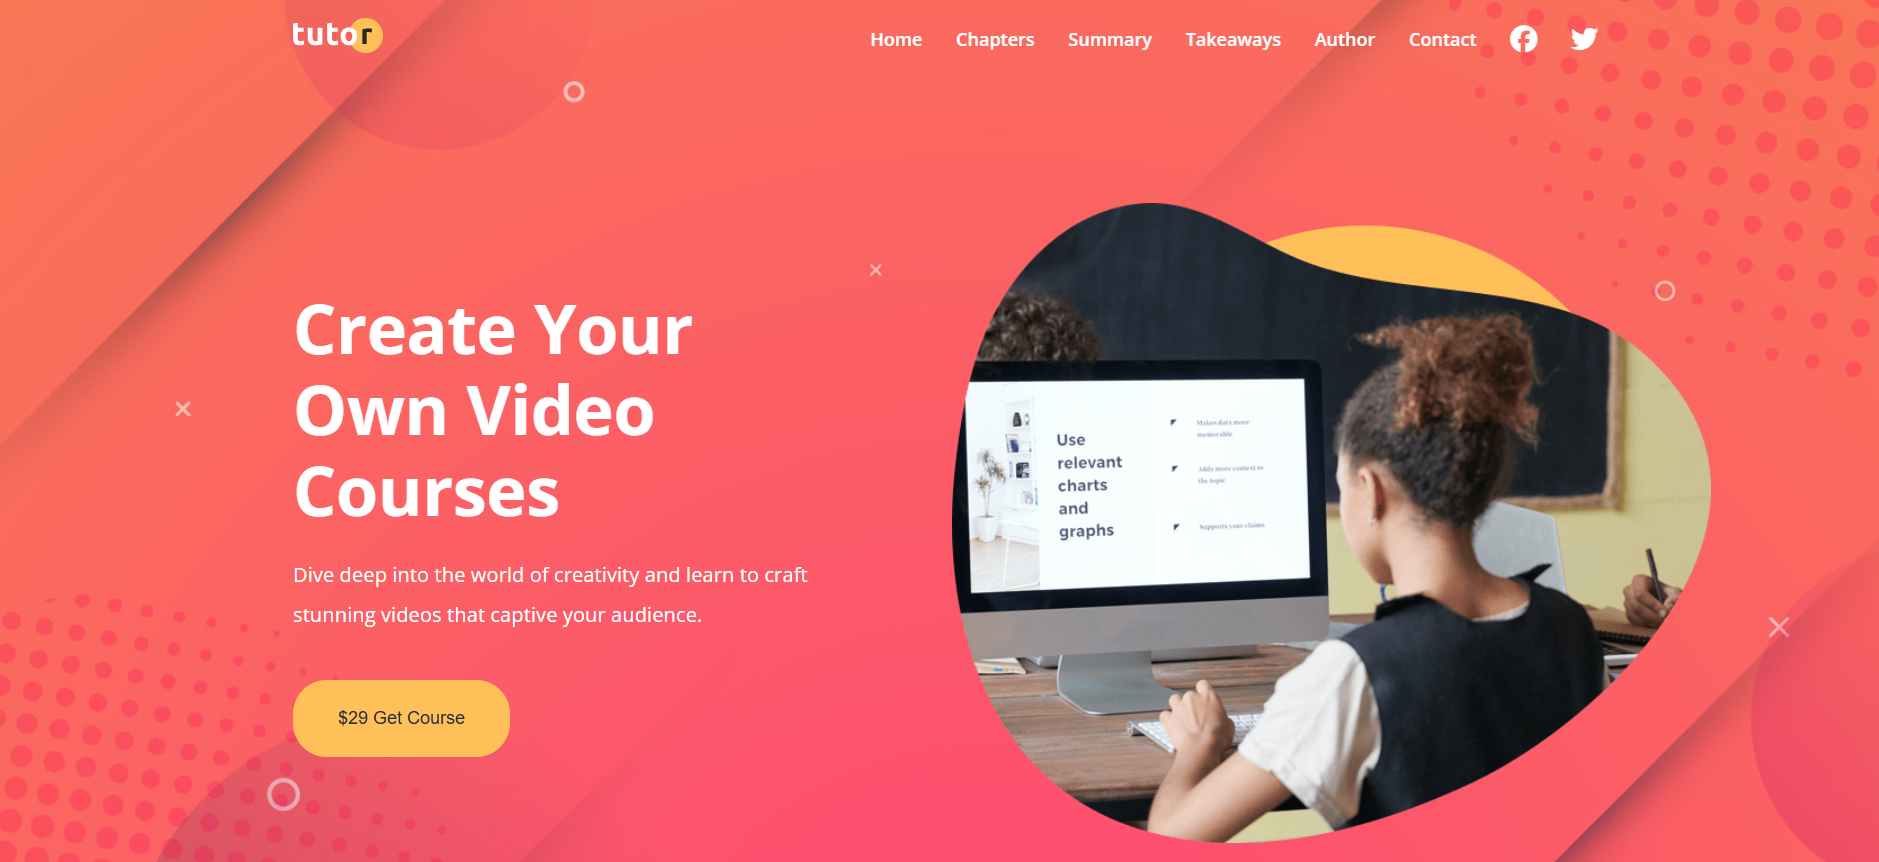 tutor
Home Chapters Summary Takeaways Author Contact
Create Your
Own Video
Courses
Dive deep into the world of creativity and learn to craft
stunning videos that captive your audience.
$29 Get Course
Use
relevant
charts
and
graphs
Makes data more
memorable
Adds more context to
the topic
Supports your claims